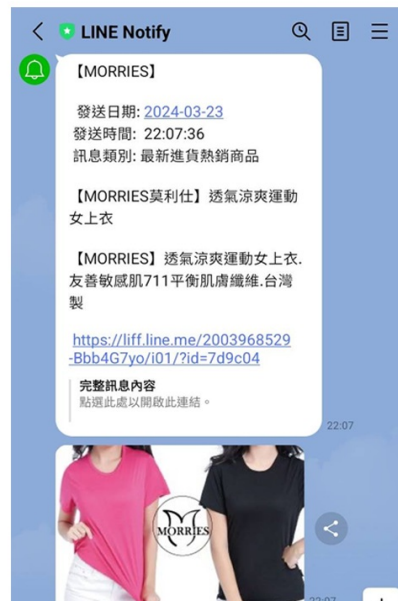 LINE Notify
【MORRIES】
發送日期: 2024-03-23
發送時間: 22:07:36
訊息類別: 最新進貨熱銷商品
【MORRIES莫利仕】透氣涼爽運動
女上衣
【MORRIES】透氣涼爽運動女上衣.
友善敏感肌711平衡肌膚纖維.台灣
製
https://liff.line.me/2003968529
-Bbb4G7yo/i01/?id=7d9c04
完整訊息內容
點選此處以開啟此連結。
22:07
MORRIES
22:07